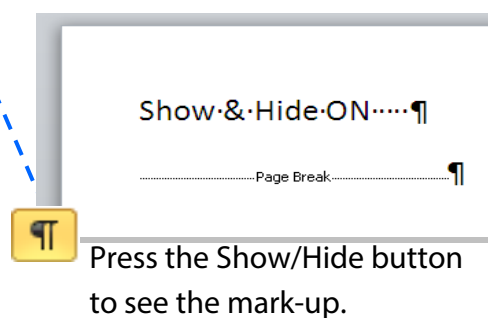 Show·&·Hide·ON·····¶
Page Break ¶
¶
Press the Show/Hide button
to see the mark-up.